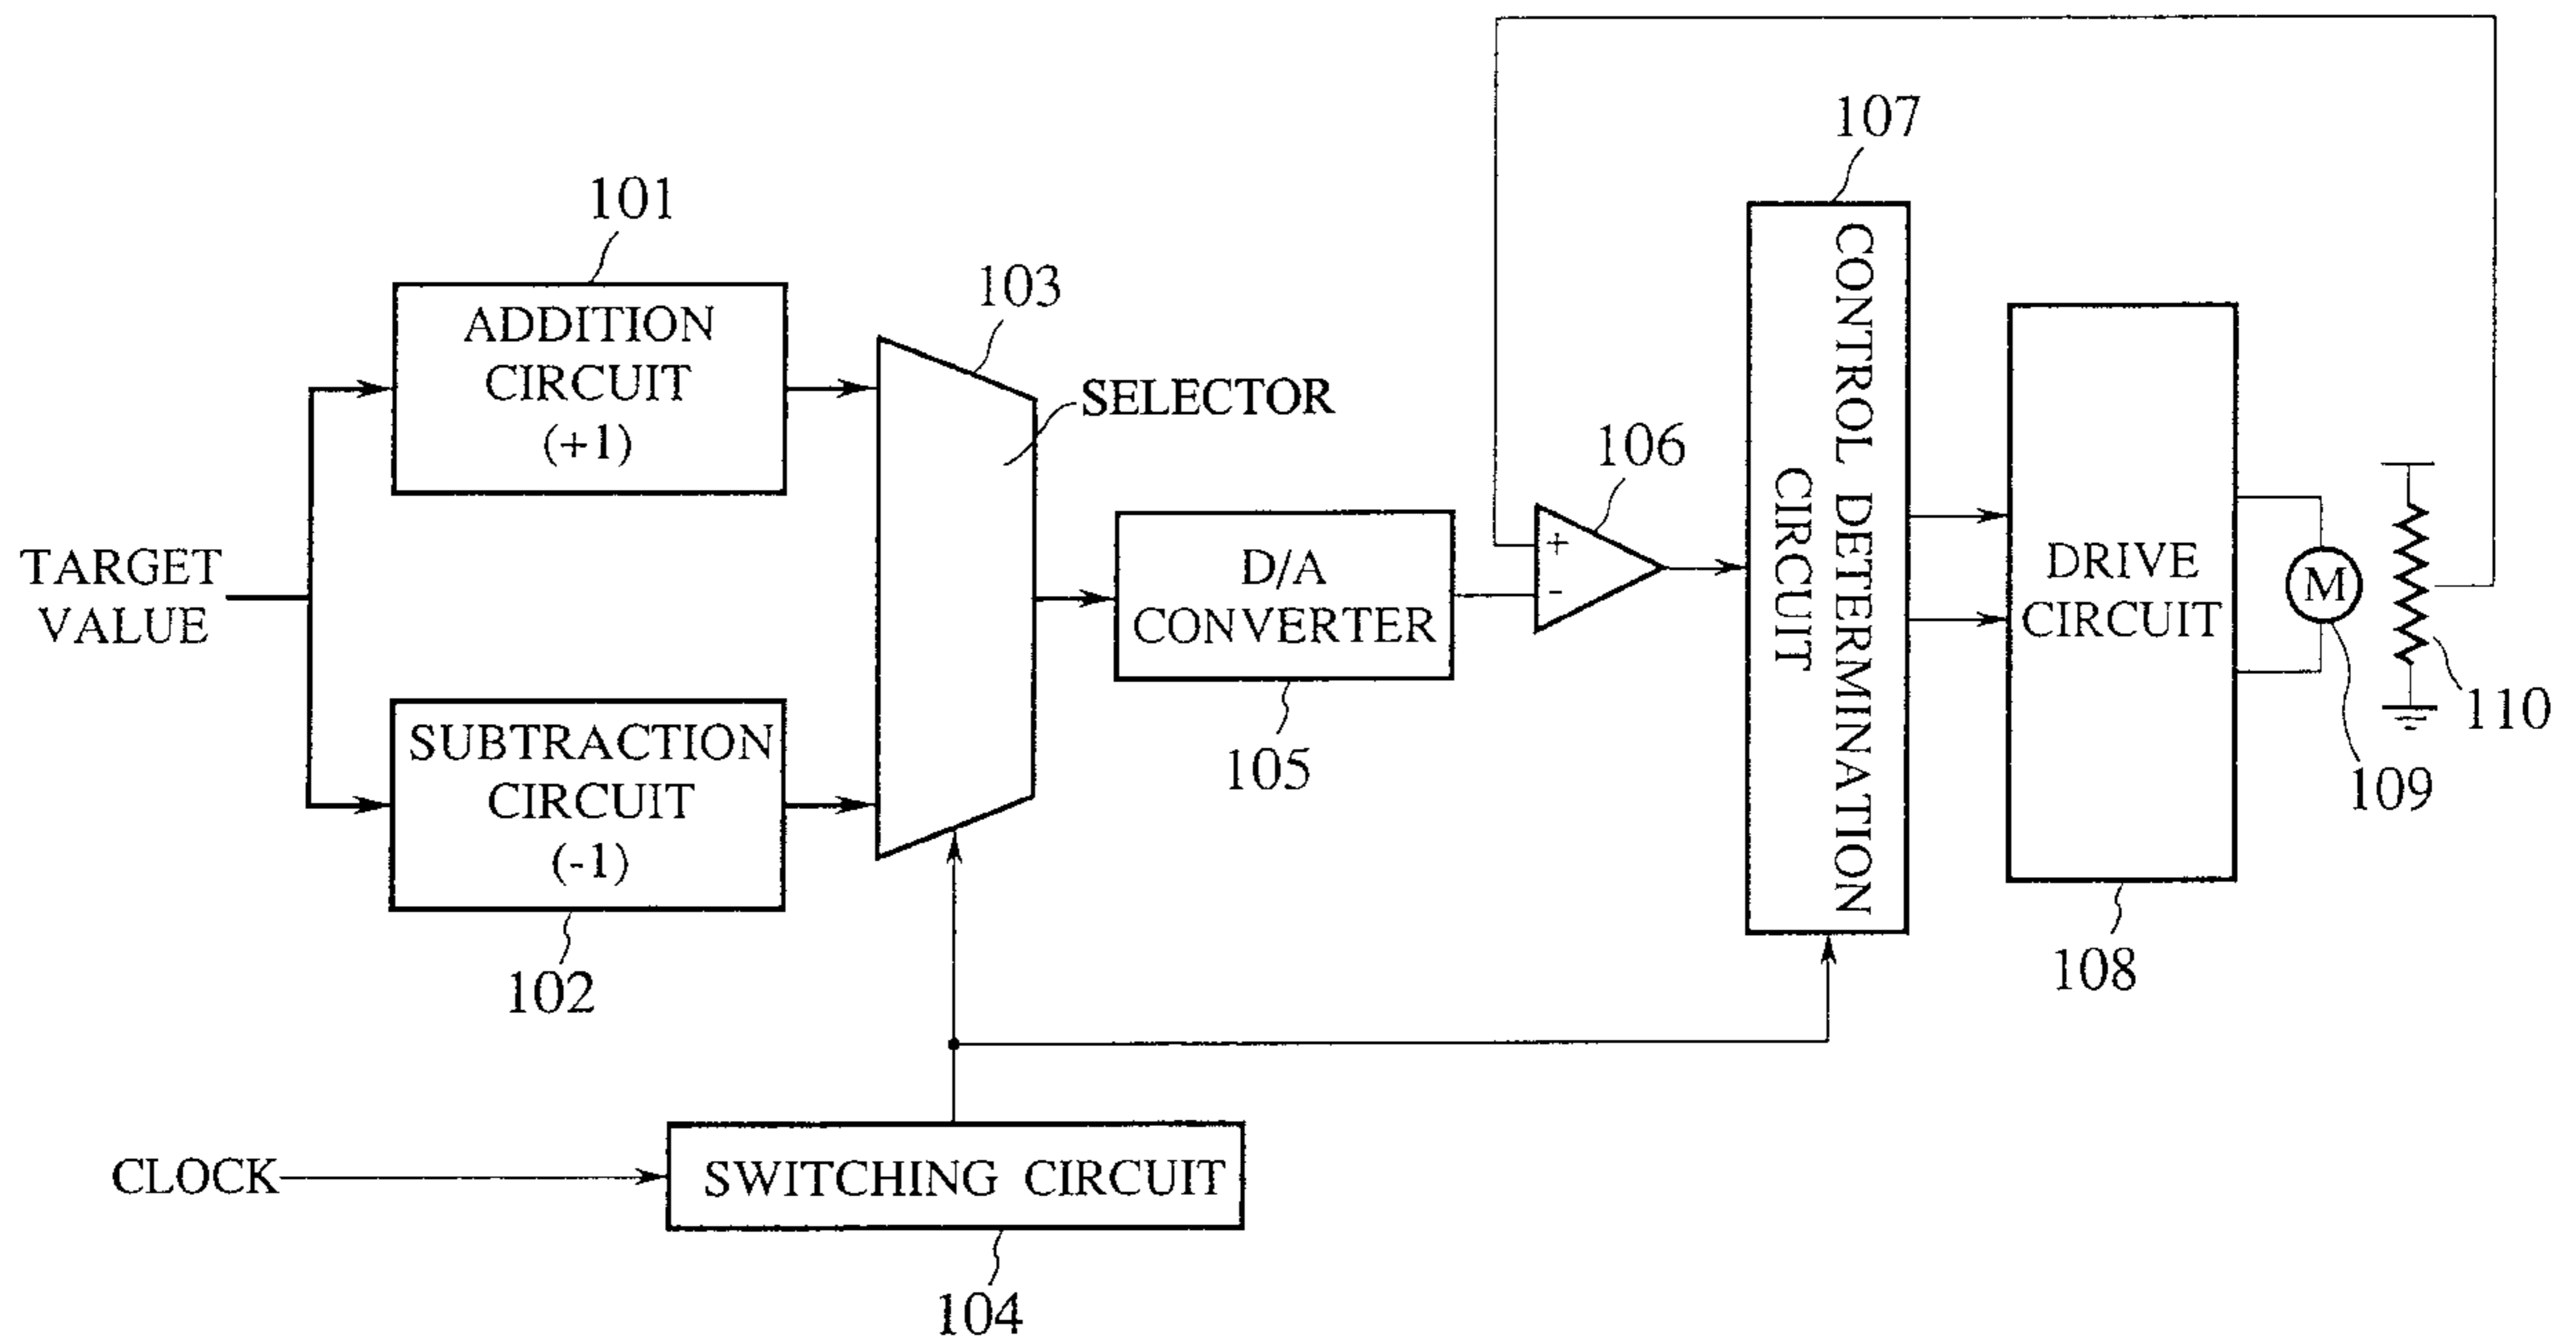 107
101
103
ADDITION
CIRCUIT
(+1)
SELECTOR
106
CONTROL DETERMINATION
CIRCUIT
+
-
TARGET
VALUE
D/A
CONVERTER
DRIVE
CIRCUIT
M
110
SUBTRACTION
CIRCUIT
(-1)
105
109
102
108
CLOCK
SWITCHING CIRCUIT
104